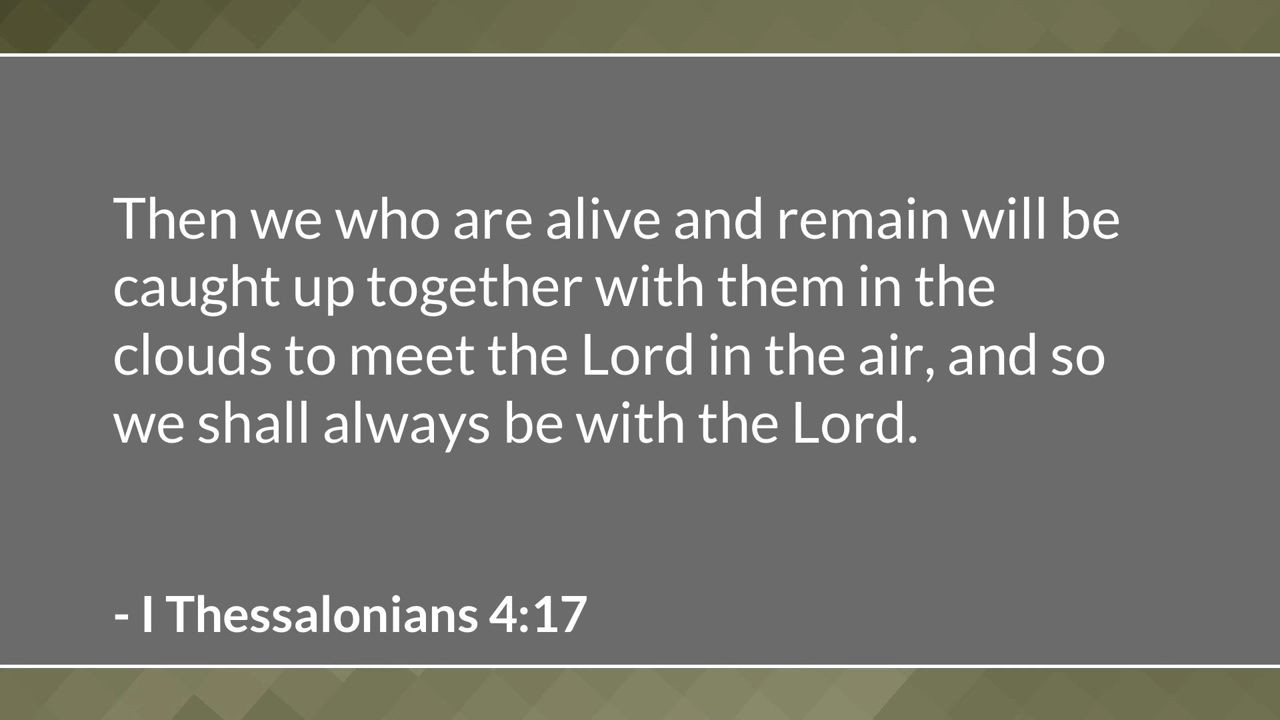 Then we who are alive and remain will be
caught up together with them in the
clouds to meet the Lord in the air, and so
we shall always be with the Lord.
- I Thessalonians 4:17